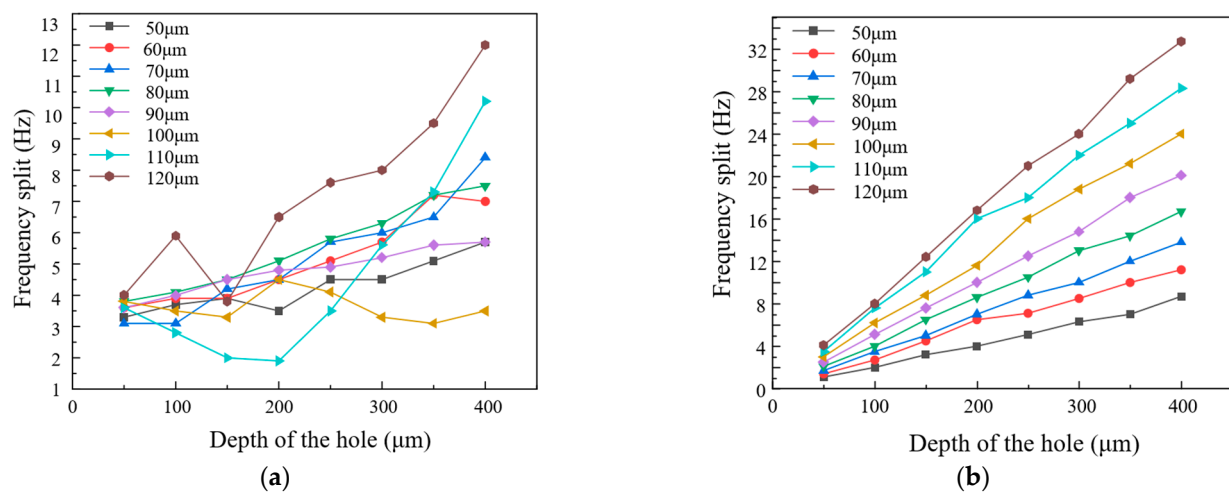 13
12
11
10
9
8
7
6
5
4
3
2
1
Frequency split (Hz)
50μm
60μm
70μm
80μm
90μm
100μm
110μm
120μm
0 100 200 300 400
Depth of the hole (μm)
(a)
32
28
24
20
16
12
8
4
0
Frequency split (Hz)
50μm
60μm
70μm
80μm
90μm
100μm
110μm
120μm
0 100 200 300 400
Depth of the hole (μm)
(b)